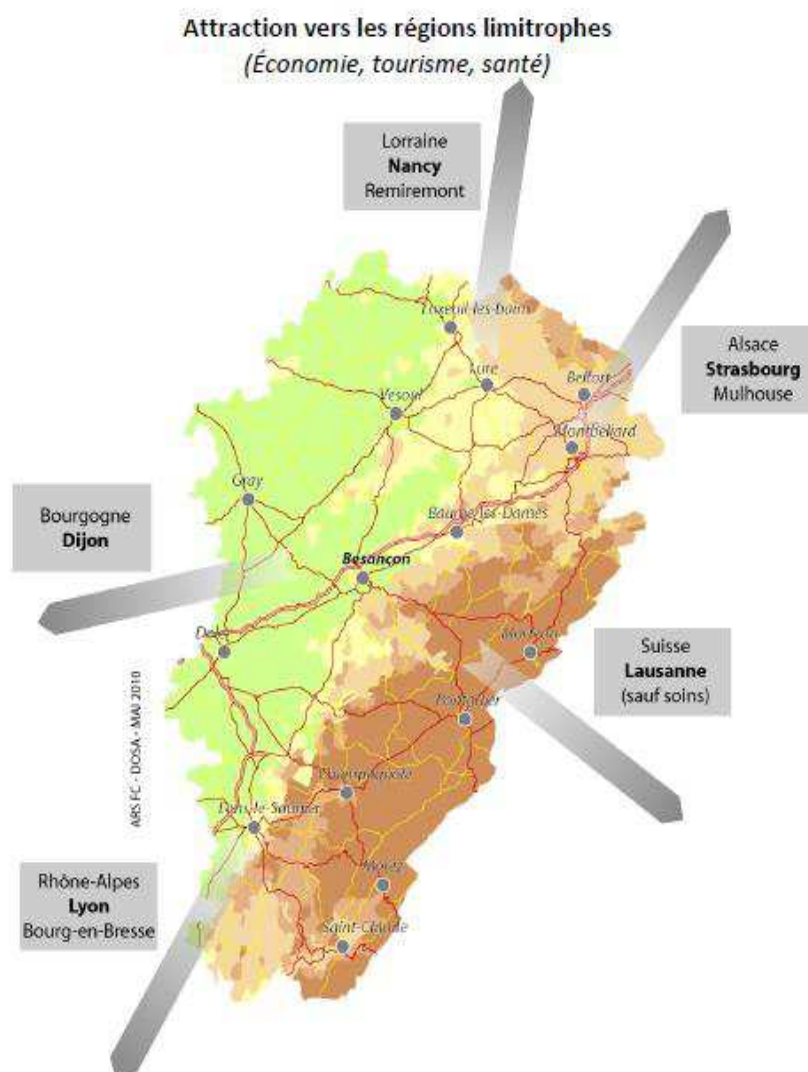 Attraction vers les régions limitrophes
(Économie, tourisme, santé)
Lorraine
Nancy
Remiremont
Alsace
Strasbourg
Mulhouse
Luxeuil-les-Bains
Lure
Belfort
Vesoul
Montbéliard
Gray
Baume-les-Dames
Bourgogne
Dijon
Besançon
Dole
Morteau
Suisse
Lausanne
(sauf soins)
Pontarlier
ARS FC - DOSA - MAI 2010
Champagnole
Lons-le-Saunier
Rhône-Alpes
Lyon
Bourg-en-Bresse
Morez
Saint-Claude